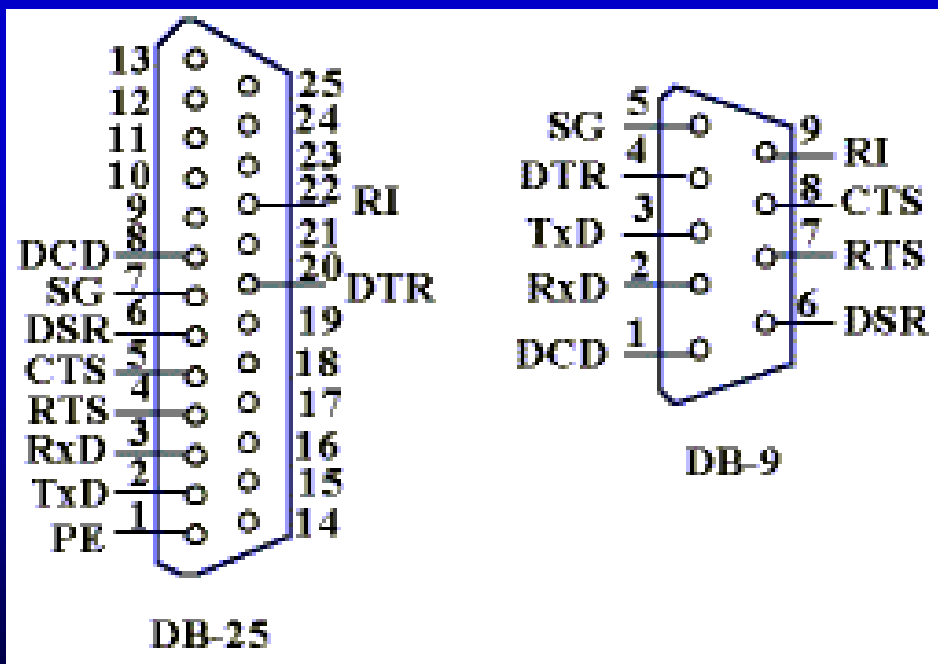 13
12
11
10
9
DCD 8
SG 7
DSR 6
CTS 5
RTS 4
RxD 3
TxD 2
PE 1
25
24
23
22 RI
21
20 DTR
19
18
17
16
15
14
DB-25
SG 5
DTR 4
TxD 3
RxD 2
DCD 1
9 RI
8 CTS
7 RTS
6 DSR
DB-9